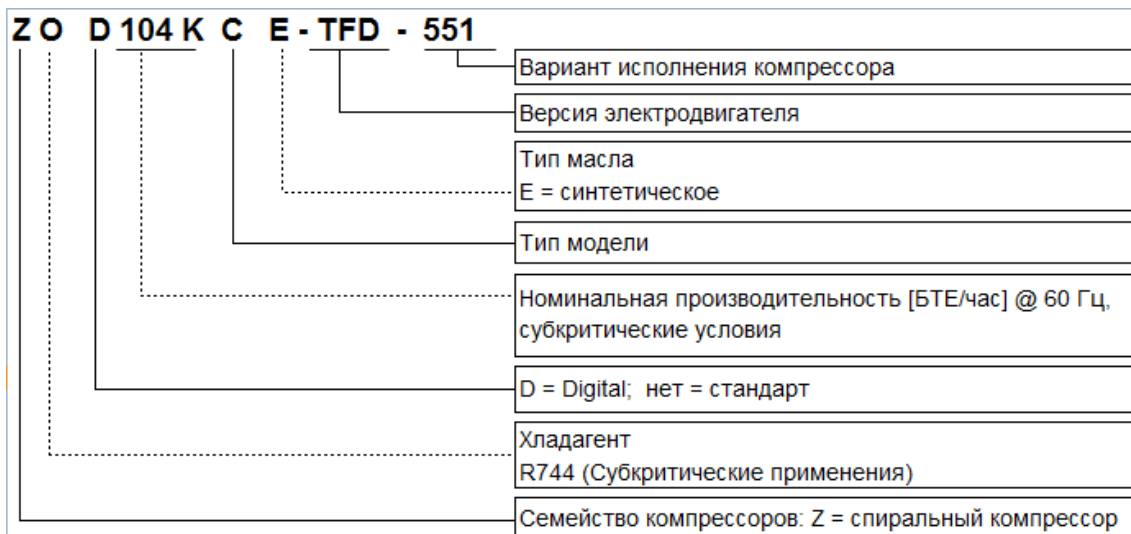 Z O D 104 K C E - TFD - 551
Вариант исполнения компрессора
Версия электродвигателя
Тип масла
E = синтетическое
Тип модели
Номинальная производительность [БТЕ/час] @ 60 Гц,
субкритические условия
D = Digital; нет = стандарт
Хладагент
R744 (Субкритические применения)
Семейство компрессоров: Z = спиральный компрессор